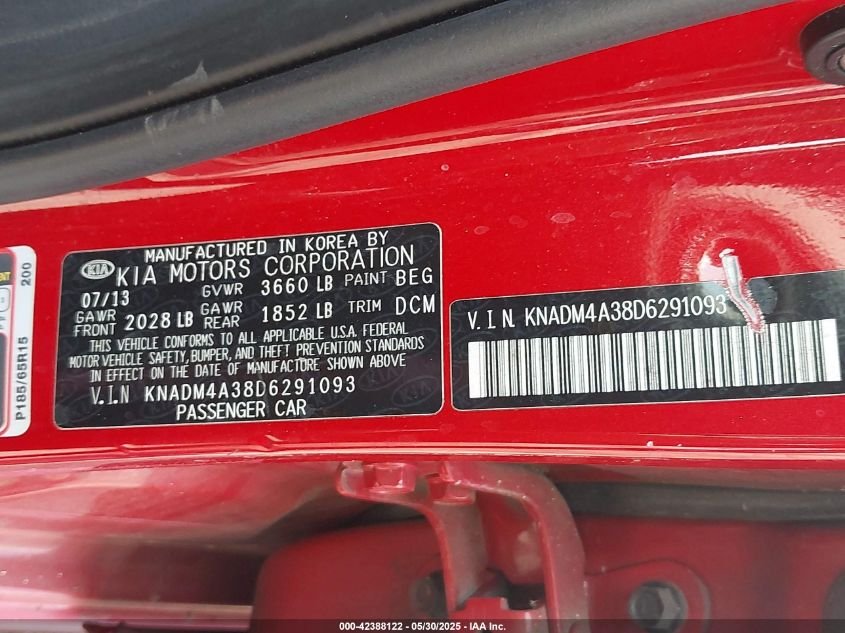 MANUFACTURED IN KOREA BY
KIA KIA MOTORS CORPORATION
07/13 GVWR 3660 LB PAINT BEG
GAWR FRONT 2028 LB GAWR REAR 1852 LB TRIM DCM
THIS VEHICLE CONFORMS TO ALL APPLICABLE U.S.A. FEDERAL
MOTOR VEHICLE SAFETY, BUMPER, AND THEFT PREVENTION STANDARDS
IN EFFECT ON THE DATE OF MANUFACTURE SHOWN ABOVE
V.I.N KNADM4A38D6291093
PASSENGER CAR
V.I.N. KNADM4A38D6291093
P185/65R15
200
000-42388122 - 05/30/2025 - IAA Inc.